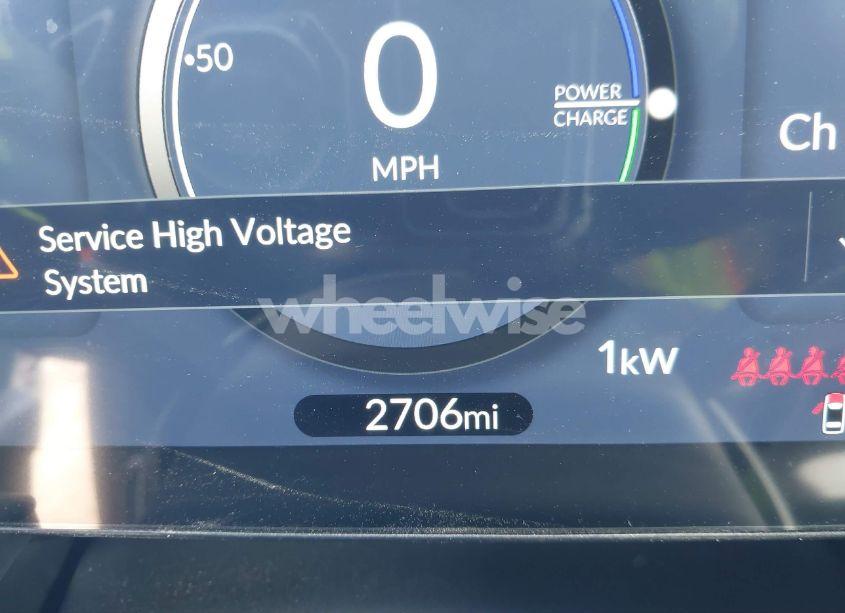 •50
0
MPH
POWER
CHARGE
Ch
Service High Voltage
System
wheelwise
1kW
2706mi